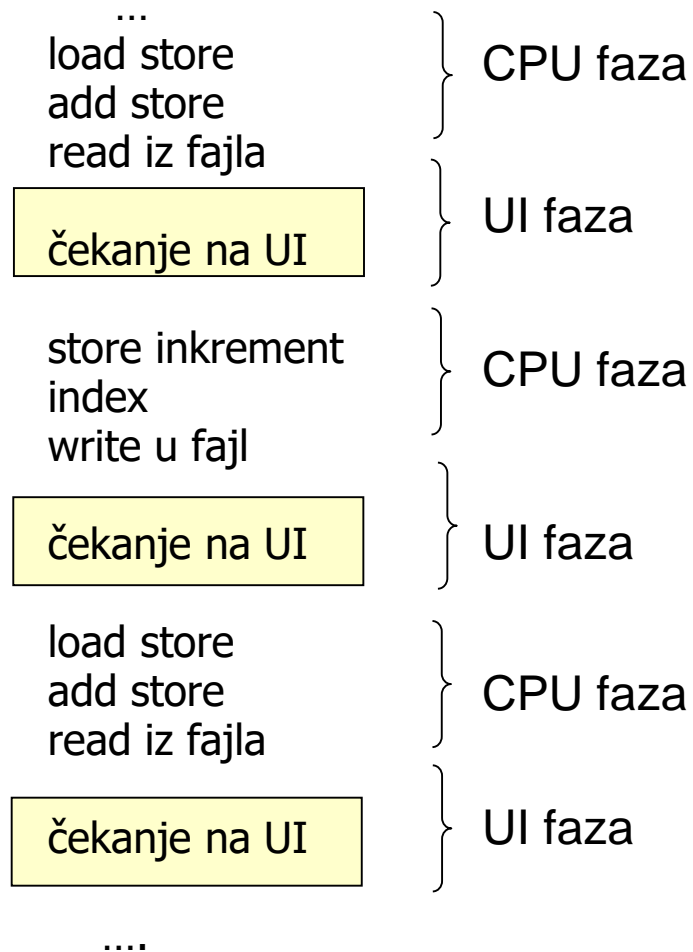 ...
load store
add store
read iz fajla
CPU faza
čekanje na UI
UI faza
store inkrement
index
write u fajl
CPU faza
čekanje na UI
UI faza
load store
add store
read iz fajla
CPU faza
čekanje na UI
UI faza
....